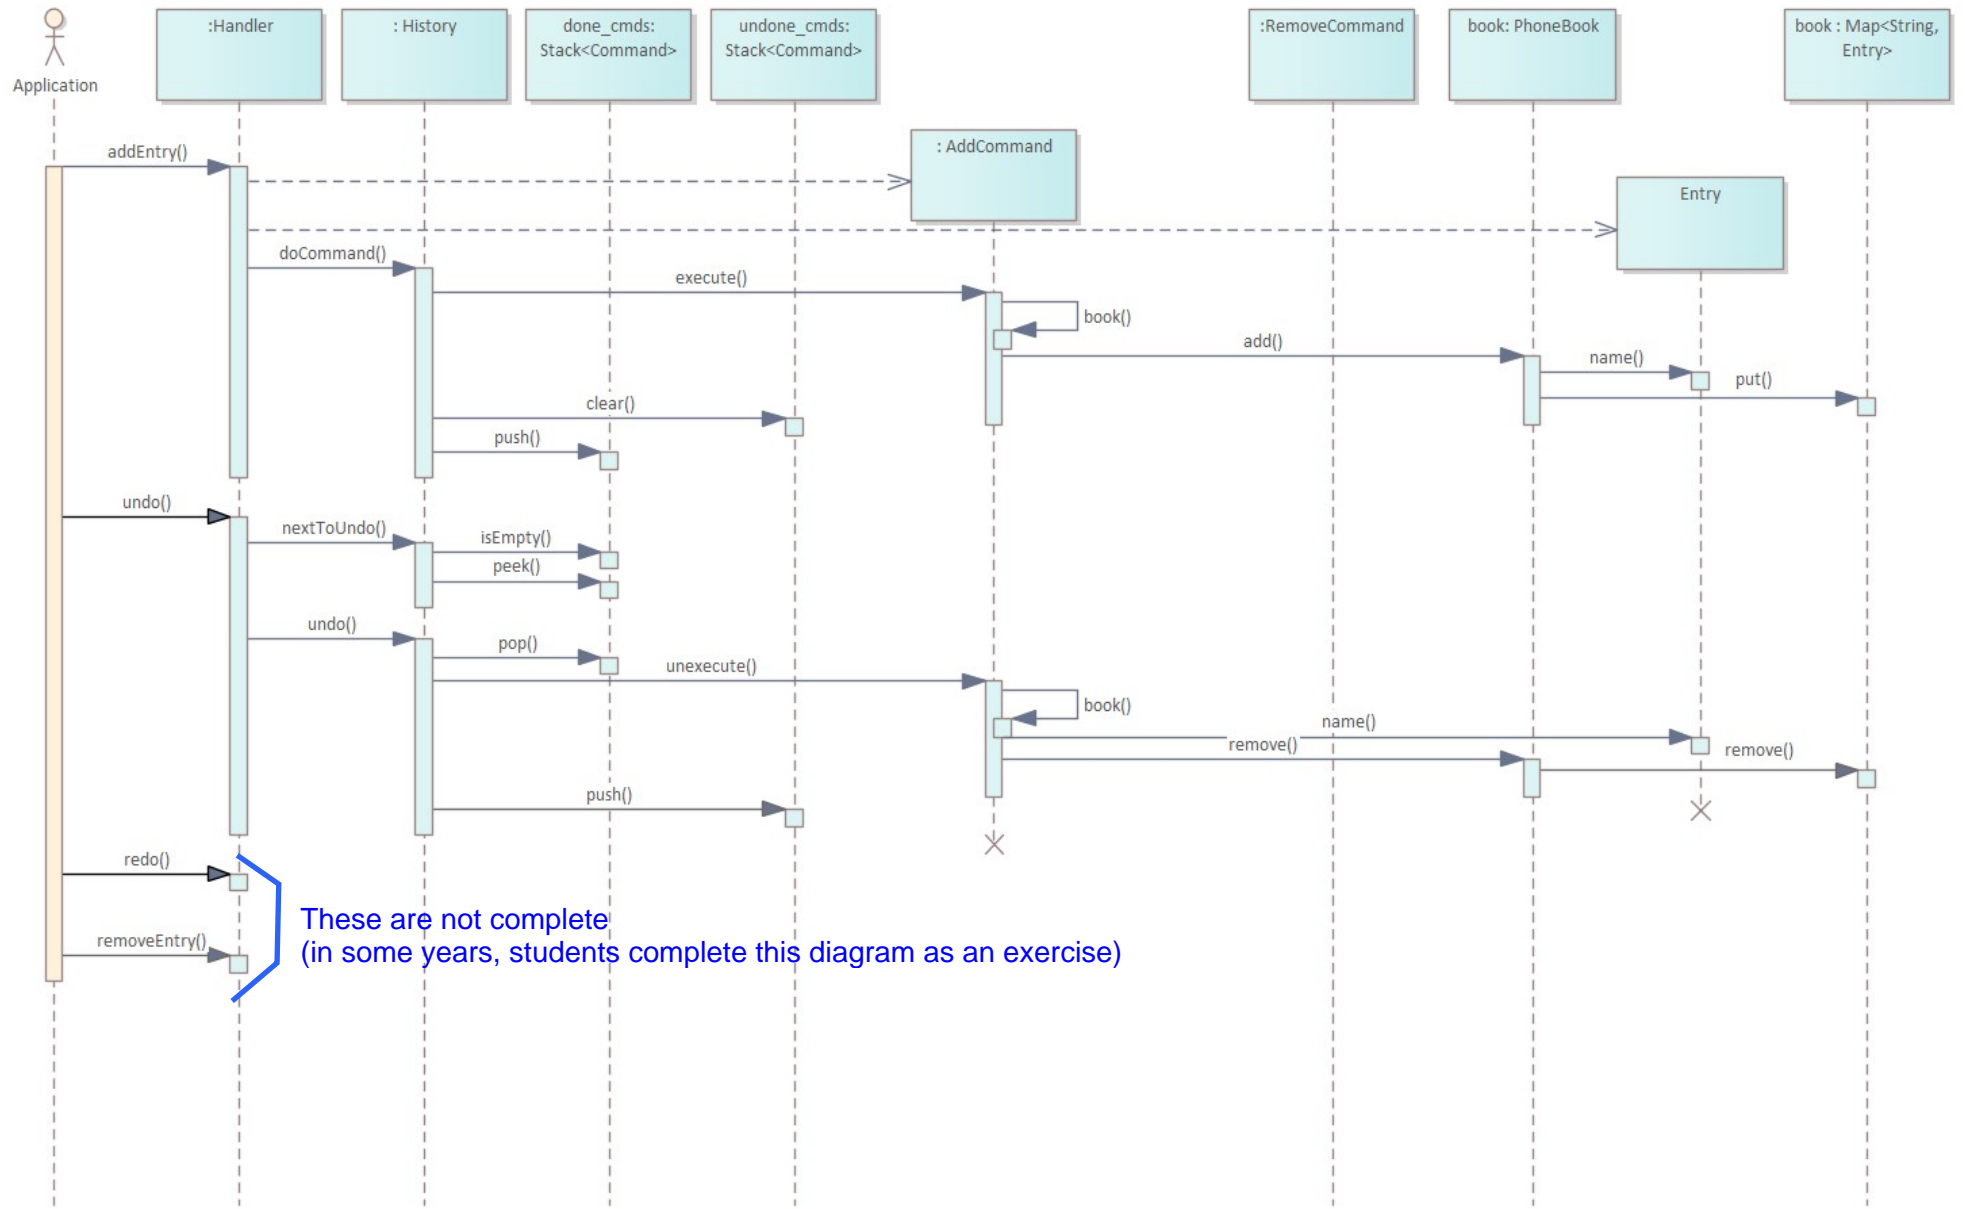 :Handler
: History
done_cmds:
Stack<Command>
undone_cmds:
Stack<Command>
:RemoveCommand
book: PhoneBook
book : Map<String,
Entry>
Application
: AddCommand
addEntry()
Entry
doCommand()
execute()
book()
add()
name()
put()
clear()
push()
undo()
nextToUndo()
isEmpty()
peek()
undo()
pop()
unexecute()
book()
name()
remove()
remove()
push()
redo()
These are not complete
removeEntry()
(in some years, students complete this diagram as an exercise)